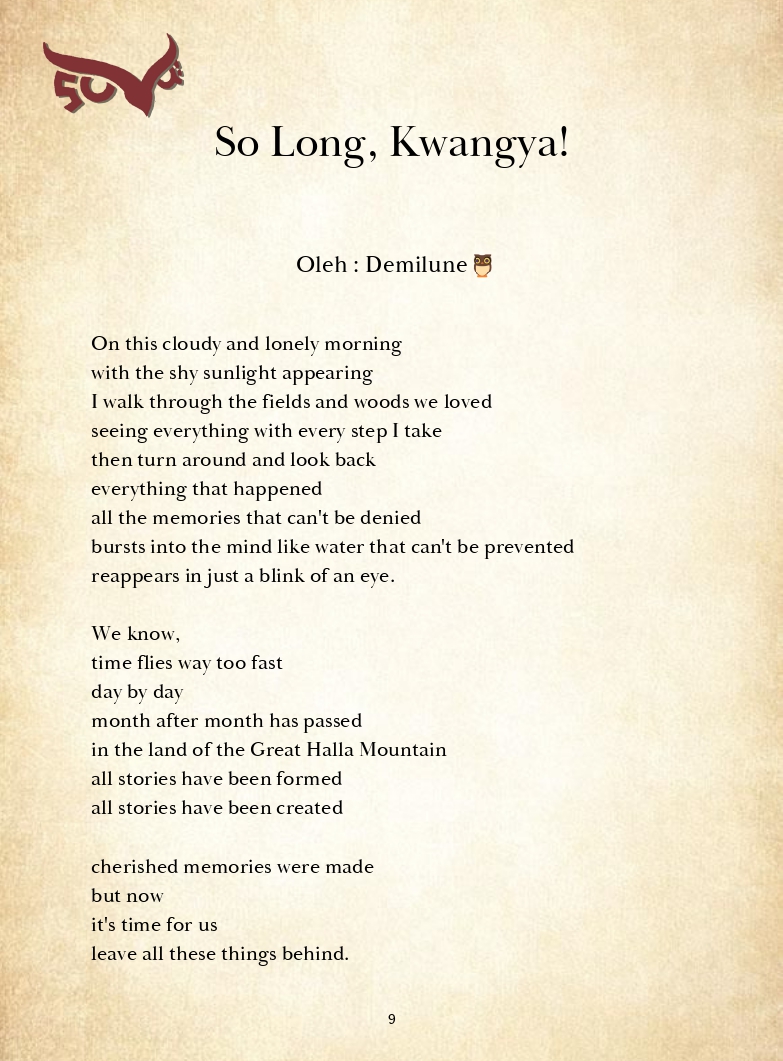 So Long, Kwangya!
Oleh : Demilune
On this cloudy and lonely morning
with the shy sunlight appearing
I walk through the fields and woods we loved
seeing everything with every step I take
then turn around and look back
everything that happened
all the memories that can't be denied
bursts into the mind like water that can't be prevented
reappears in just a blink of an eye.
We know,
time flies way too fast
day by day
month after month has passed
in the land of the Great Halla Mountain
all stories have been formed
all stories have been created
cherished memories were made
but now
it's time for us
leave all these things behind.
9